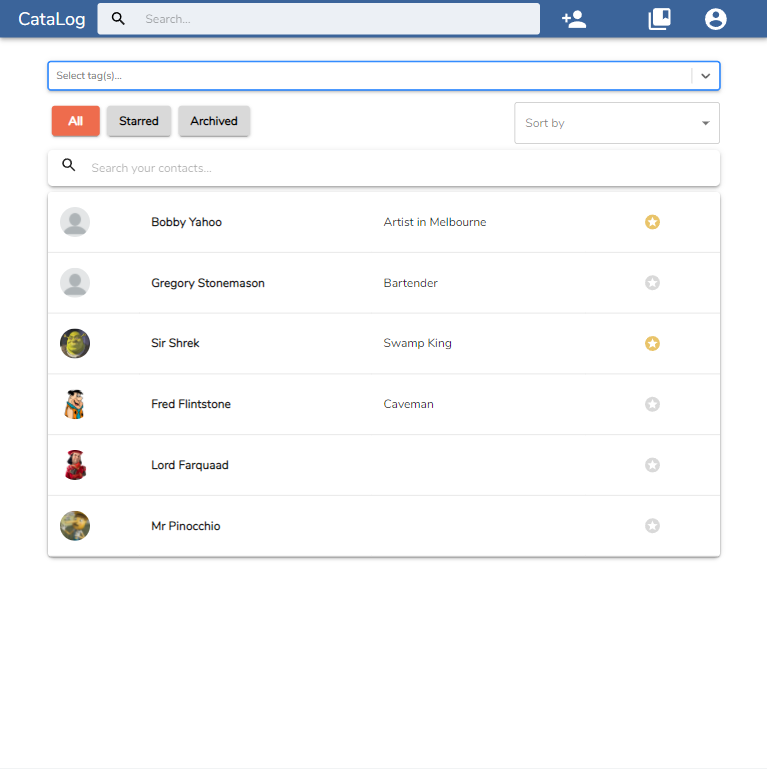 CataLog Search...
Select tag(s)...
All Starred Archived Sort by
Search your contacts...
Bobby Yahoo Artist in Melbourne
Gregory Stonemason Bartender
Sir Shrek Swamp King
Fred Flintstone Caveman
Lord Farquaad
Mr Pinocchio